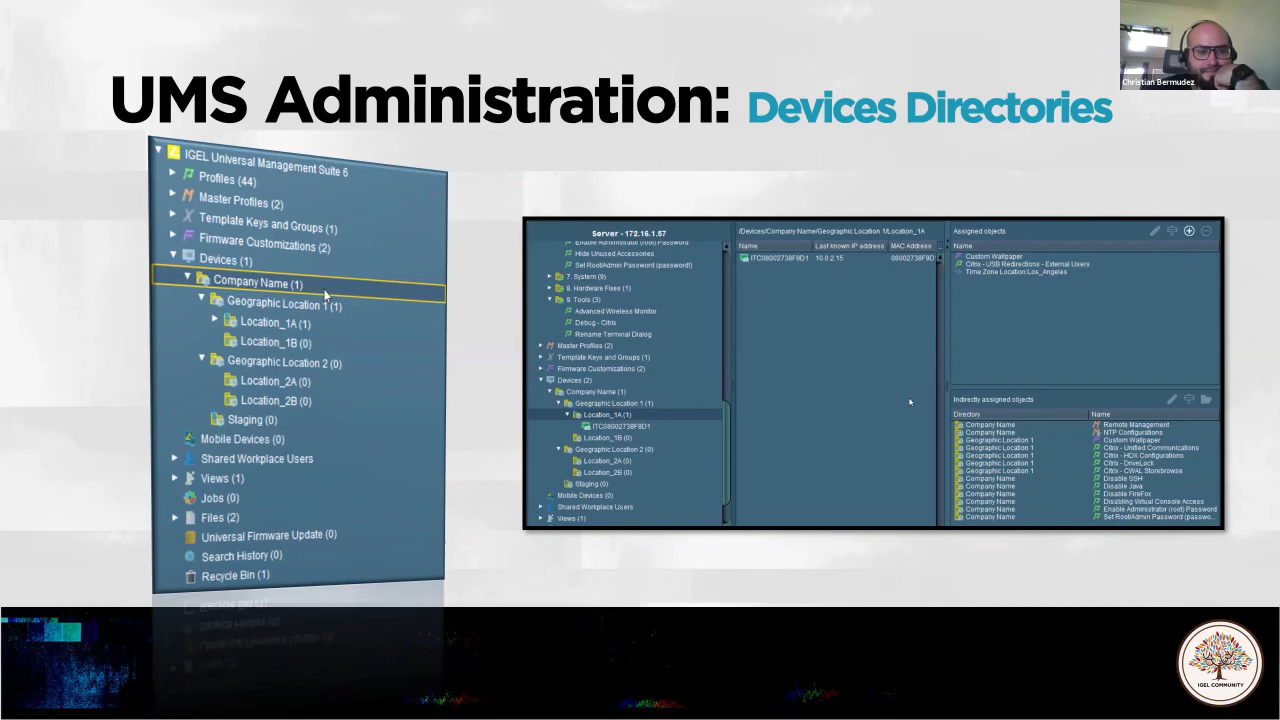 UMS Administration: Devices Directories
Christian Bermudez
IGEL Universal Management Suite 6
Profiles (44)
Master Profiles (2)
Template Keys and Groups (1)
Firmware Customizations (2)
Devices (1)
Company Name (1)
Geographic Location 1 (1)
Location_1A (1)
Location_1B (0)
Geographic Location 2 (0)
Location_2A (0)
Location_2B (0)
Staging (0)
Mobile Devices (0)
Shared Workplace Users
Views (1)
Jobs (0)
Files (2)
Universal Firmware Update (0)
Search History (0)
Recycle Bin (1)
Server - 172.16.1.57
Enable Administrator (root) Password
Hide Unused Accessories
Set Root/Admin Password (password!)
7. System (9)
8. Hardware Fixes (1)
9. Tools (3)
Advanced Wireless Monitor
Debug - Citrix
Rename Terminal Dialog
Master Profiles (2)
Template Keys and Groups (1)
Firmware Customizations (2)
Devices (2)
Company Name (1)
Geographic Location 1 (1)
Location_1A (1)
ITC08002738F9D1
Location_1B (0)
Geographic Location 2 (0)
Location_2A (0)
Location_2B (0)
Staging (0)
Mobile Devices (0)
Shared Workplace Users
Views (1)
/Devices/Company Name/Geographic Location 1/Location_1A
Name Last known IP address MAC Address
ITC08002738F9D1 10.0.2.15 08002738F9D
Assigned objects
Name
Custom Wallpaper
Citrix - USB Redirections - External Users
Time Zone Location:Los_Angeles
Indirectly assigned objects
Directory Name
Company Name Remote Management
Company Name NTP Configurations
Geographic Location 1 Custom Wallpaper
Geographic Location 1 Citrix - Unified Communications
Geographic Location 1 Citrix - HDX Configurations
Geographic Location 1 Citrix - DriveLock
Geographic Location 1 Citrix - CWAL Storebrowse
Company Name Disable SSH
Company Name Disable Java
Company Name Disable FireFox
Company Name Disabling Virtual Console Access
Company Name Enable Administrator (root) Password
Company Name Set Root/Admin Password (passwo...
IGEL COMMUNITY